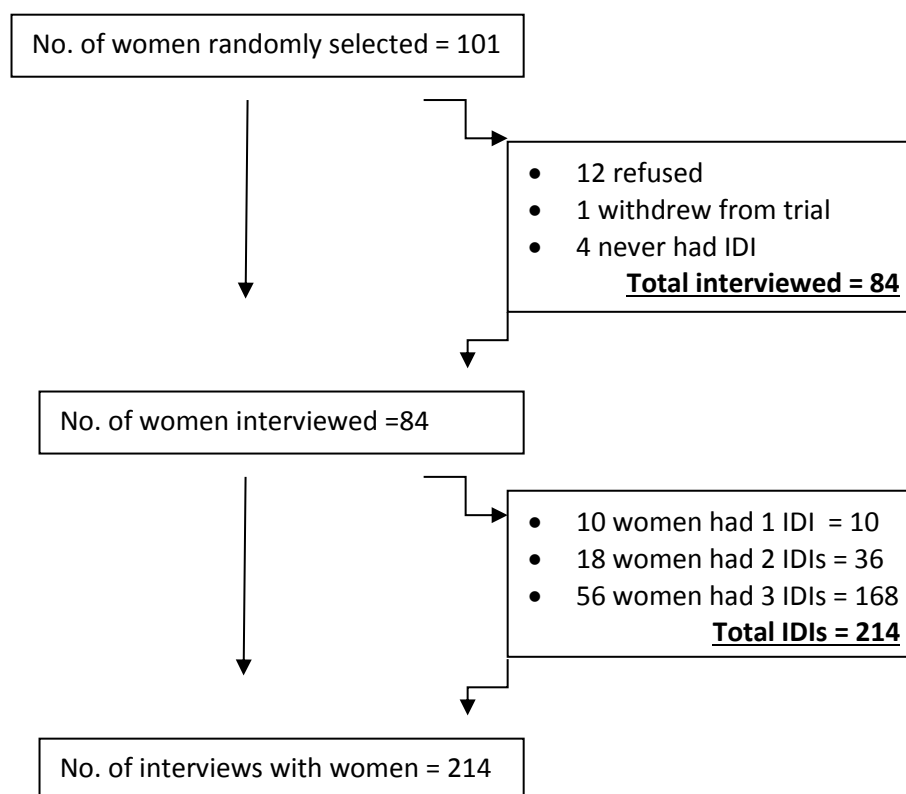 No. of women randomly selected = 101
• 12 refused
• 1 withdrew from trial
• 4 never had IDI
Total interviewed = 84
No. of women interviewed =84
• 10 women had 1 IDI  = 10
• 18 women had 2 IDIs = 36
• 56 women had 3 IDIs = 168
Total IDIs = 214
No. of interviews with women = 214